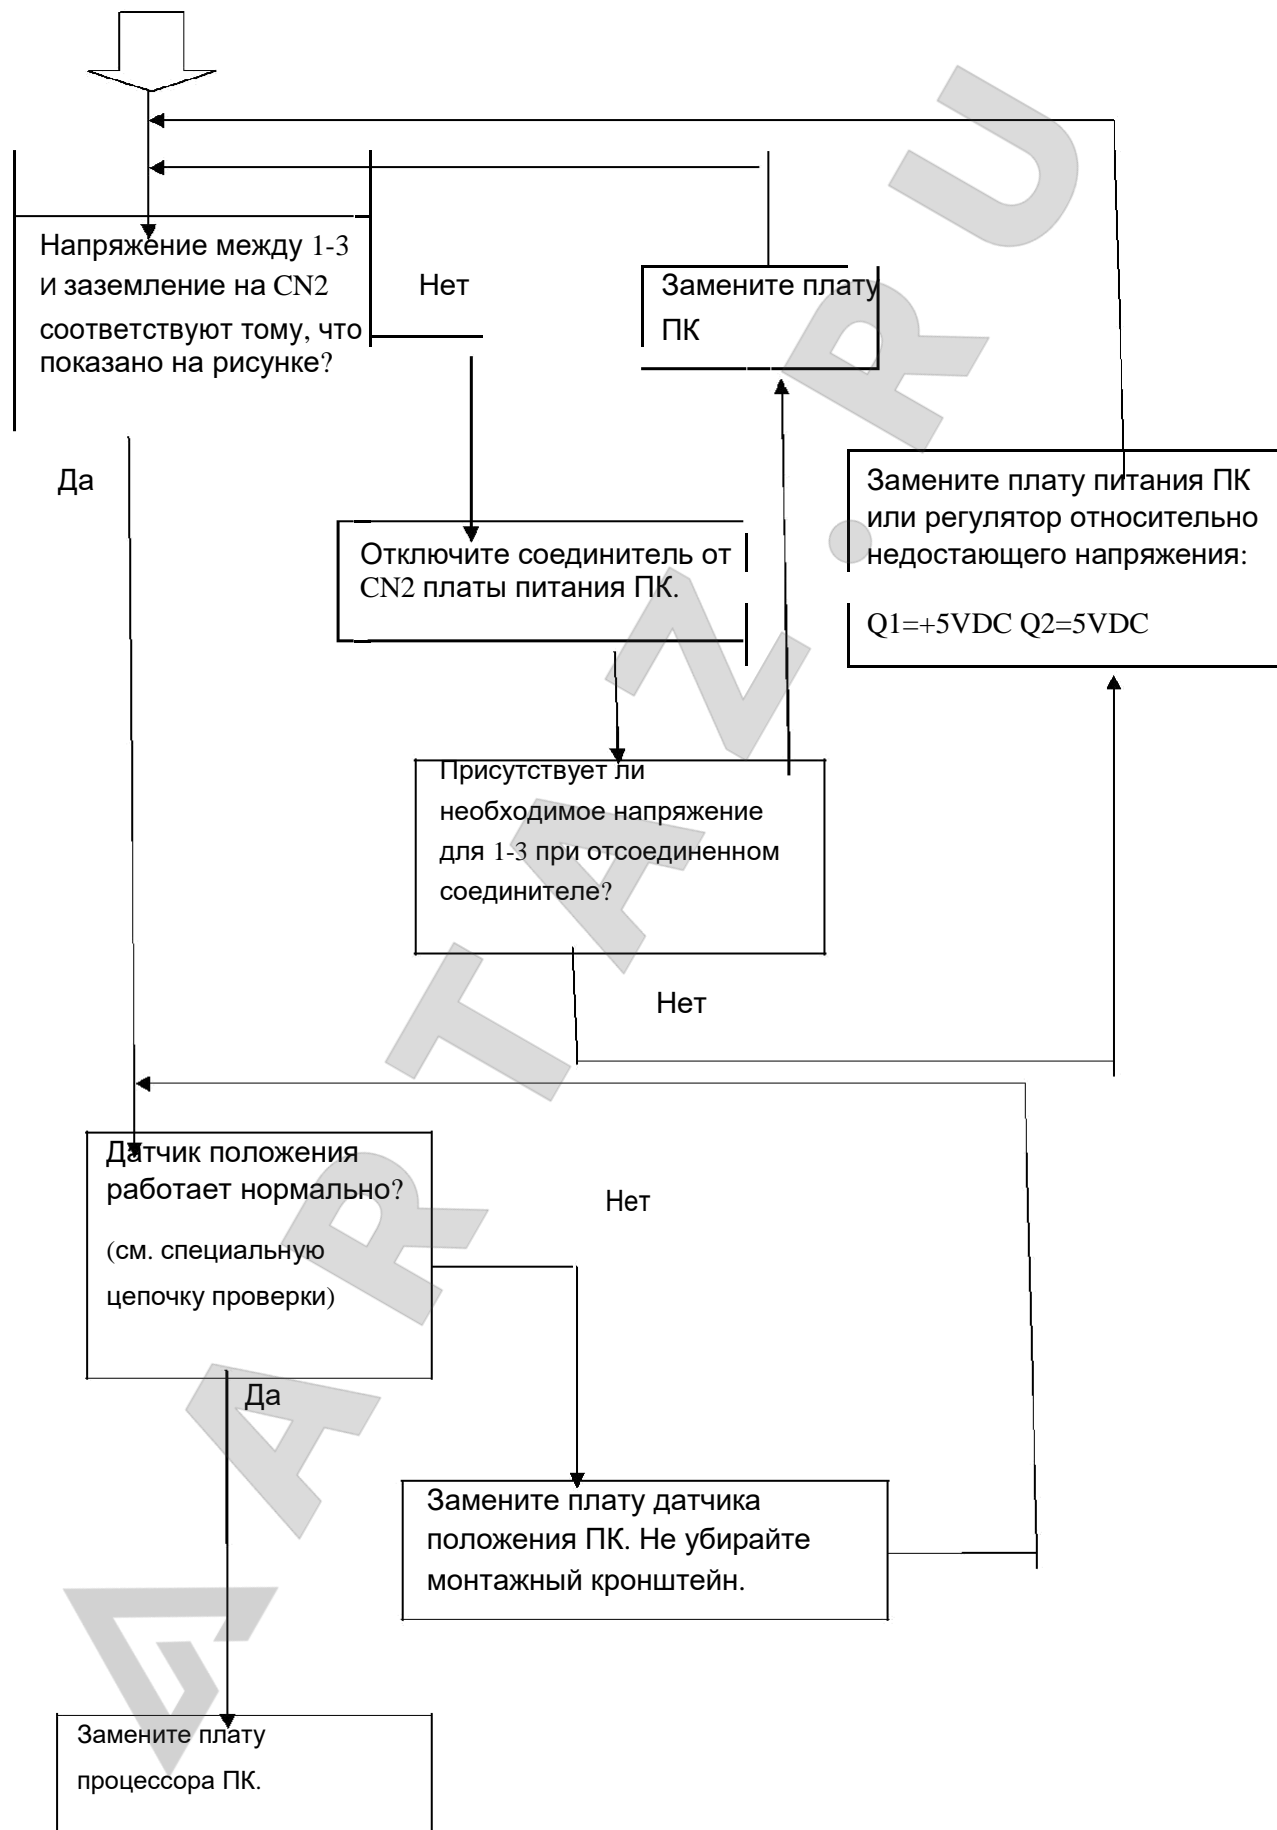 Напряжение между 1-3
и заземление на CN2
соответствуют тому, что
показано на рисунке?
Нет
Замените плату
ПК
Да
Замените плату питания ПК
или регулятор относительно
недостающего напряжения:
Q1=+5VDC Q2=5VDC
Отключите соединитель от
CN2 платы питания ПК.
Присутствует ли
необходимое напряжение
для 1-3 при отсоединенном
соединителе?
Нет
Датчик положения
работает нормально?
(см. специальную
цепочку проверки)
Нет
Да
Замените плату датчика
положения ПК. Не убирайте
монтажный кронштейн.
Замените плату
процессора ПК.
ARTAZ.RU